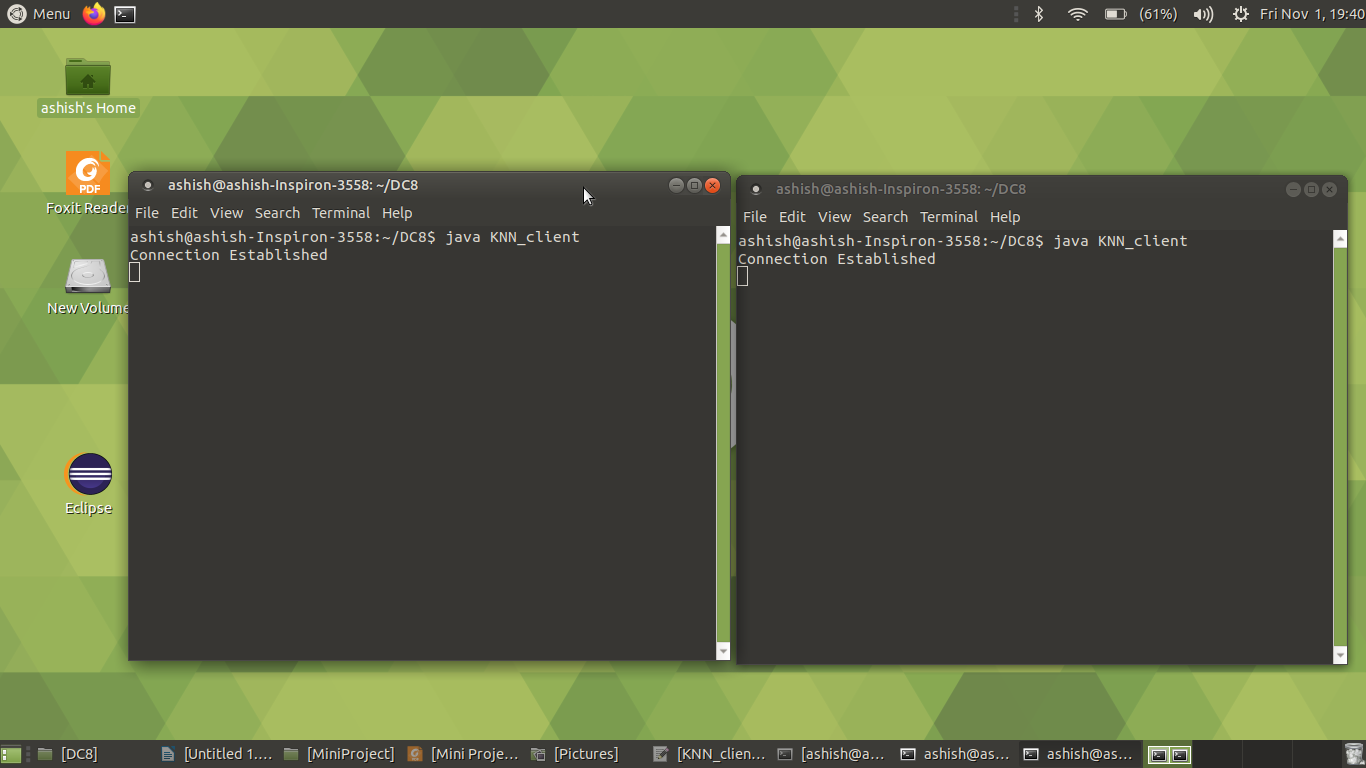 Menu
(61%)
Fri Nov 1, 19:40
ashish's Home
PDF
Foxit Reader
New Volume
Eclipse
ashish@ashish-Inspiron-3558: ~/DC8
File Edit View Search Terminal Help
ashish@ashish-Inspiron-3558:~/DC8$ java KNN_client
Connection Established
ashish@ashish-Inspiron-3558: ~/DC8
File Edit View Search Terminal Help
ashish@ashish-Inspiron-3558:~/DC8$ java KNN_client
Connection Established
[DC8]
[Untitled 1....
[MiniProject]
[Mini Proje...
[Pictures]
[KNN_clien...
[ashish@a...
ashish@as...
ashish@as...